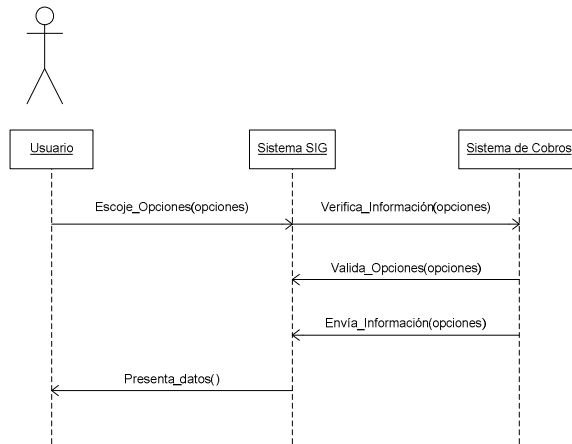 Usuario
Sistema SIG
Sistema de Cobros
Escoje_Opciones(opciones)
Verifica_Información(opciones)
Valida_Opciones(opciones)
Envía_Información(opciones)
Presenta_datos()